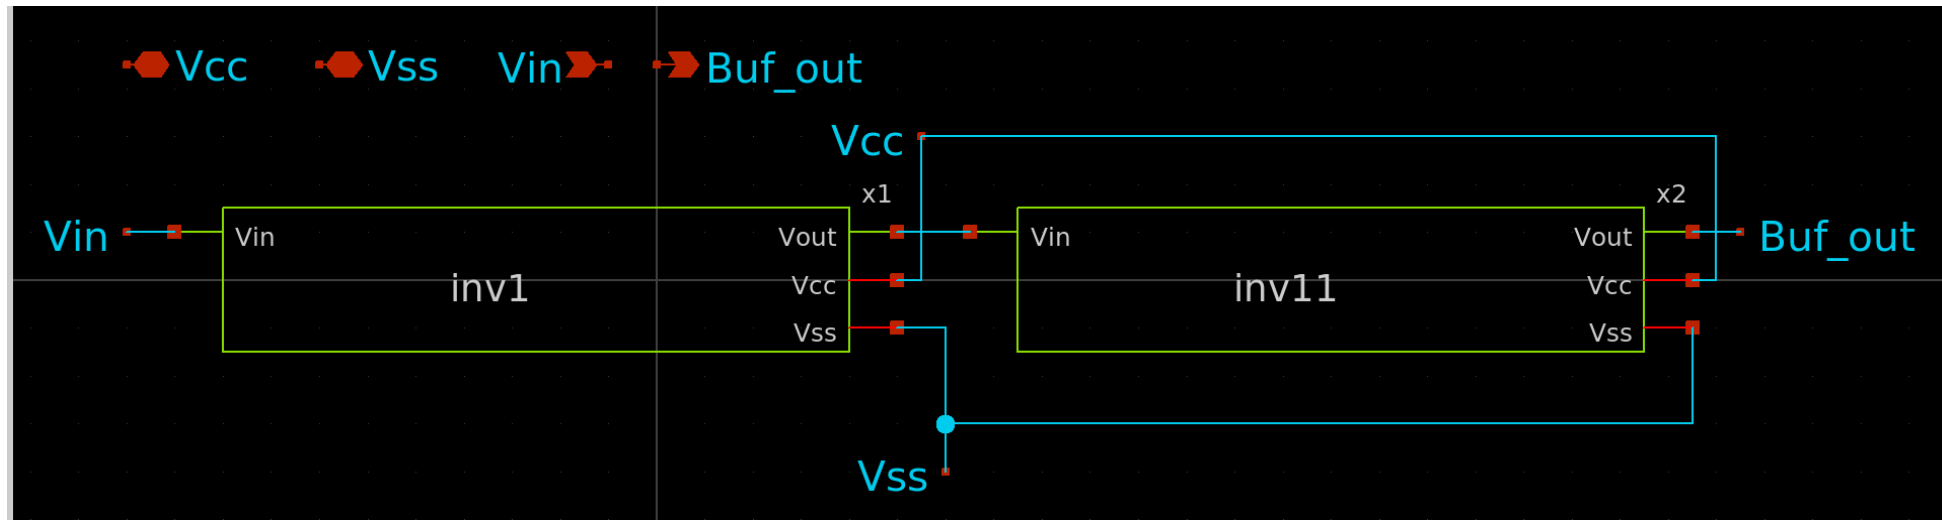 Vcc Vss Vin Buf_out
Vcc
x1 x2
Vin Vin Vout Vin Vout Buf_out
inv1 Vcc inv11 Vcc
Vss Vss
Vss